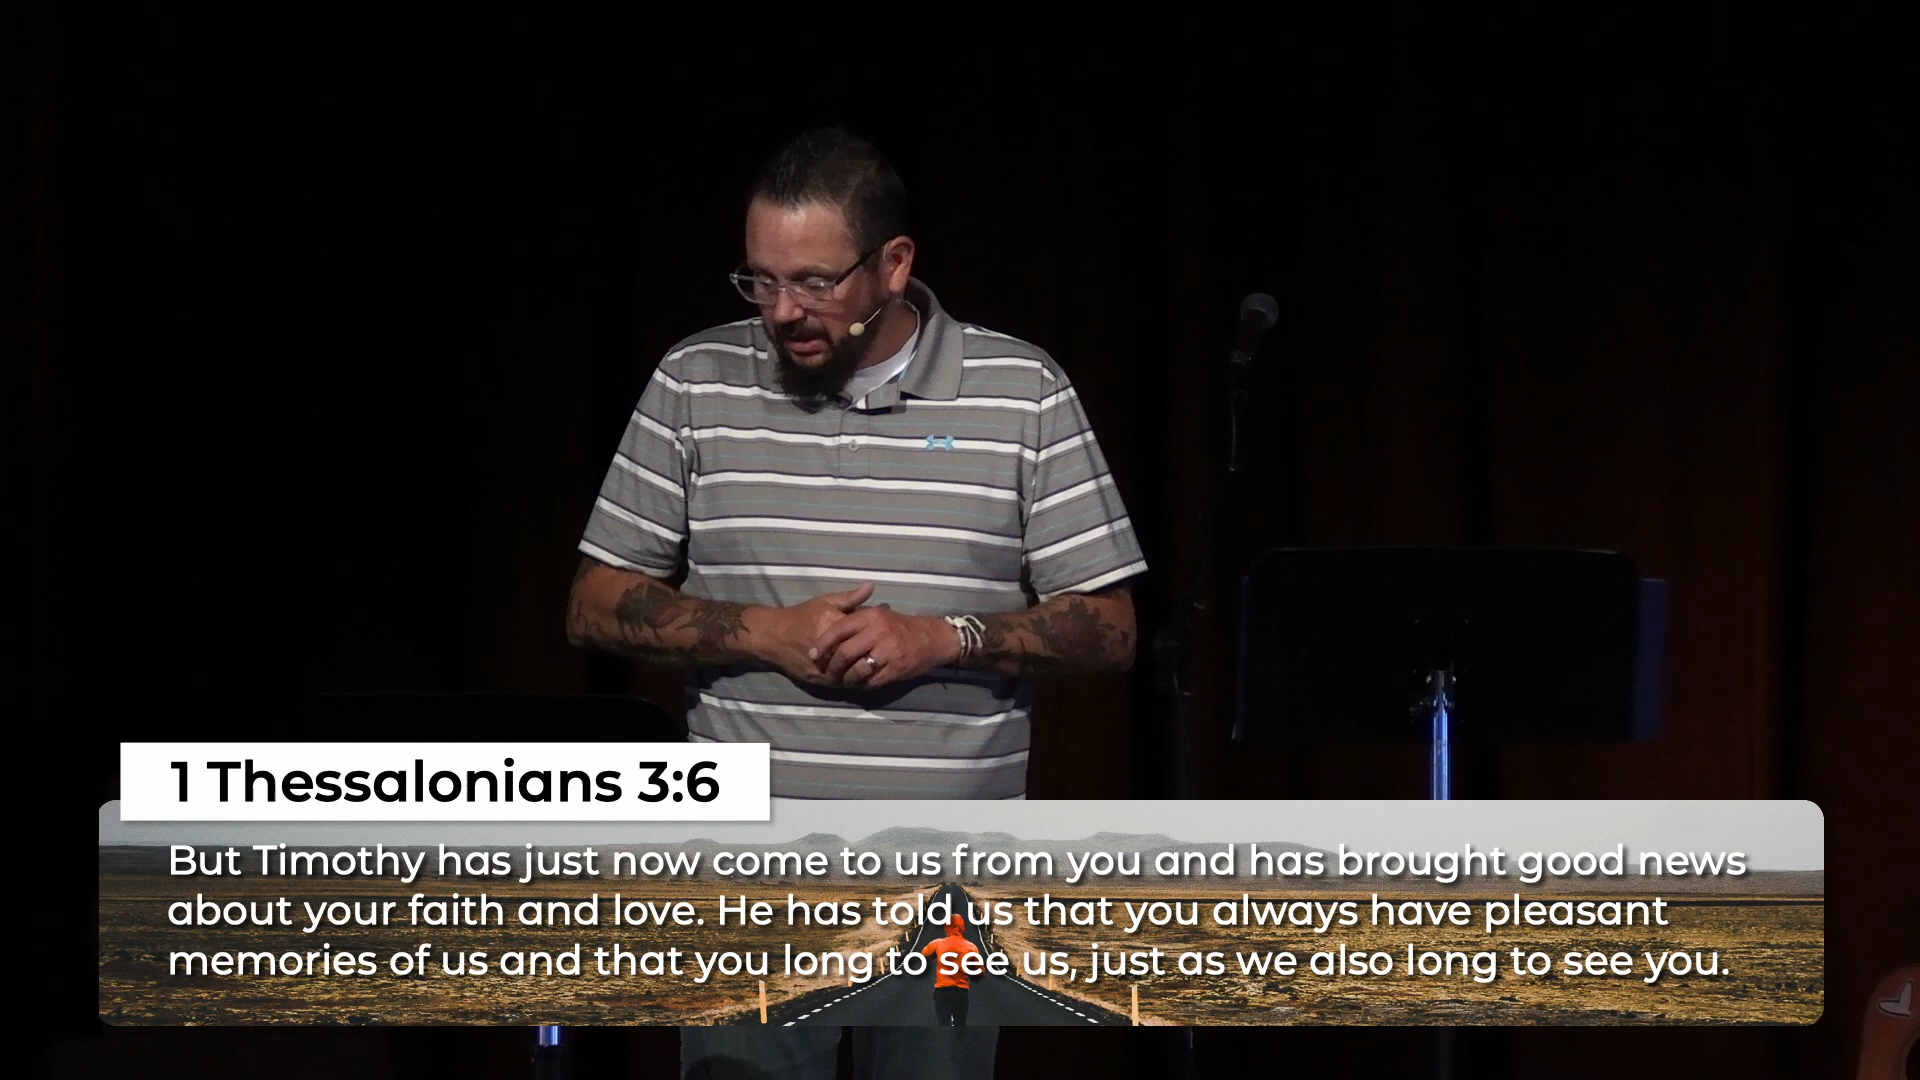 1 Thessalonians 3:6
But Timothy has just now come to us from you and has brought good news
about your faith and love. He has told us that you always have pleasant
memories of us and that you long to see us, just as we also long to see you.